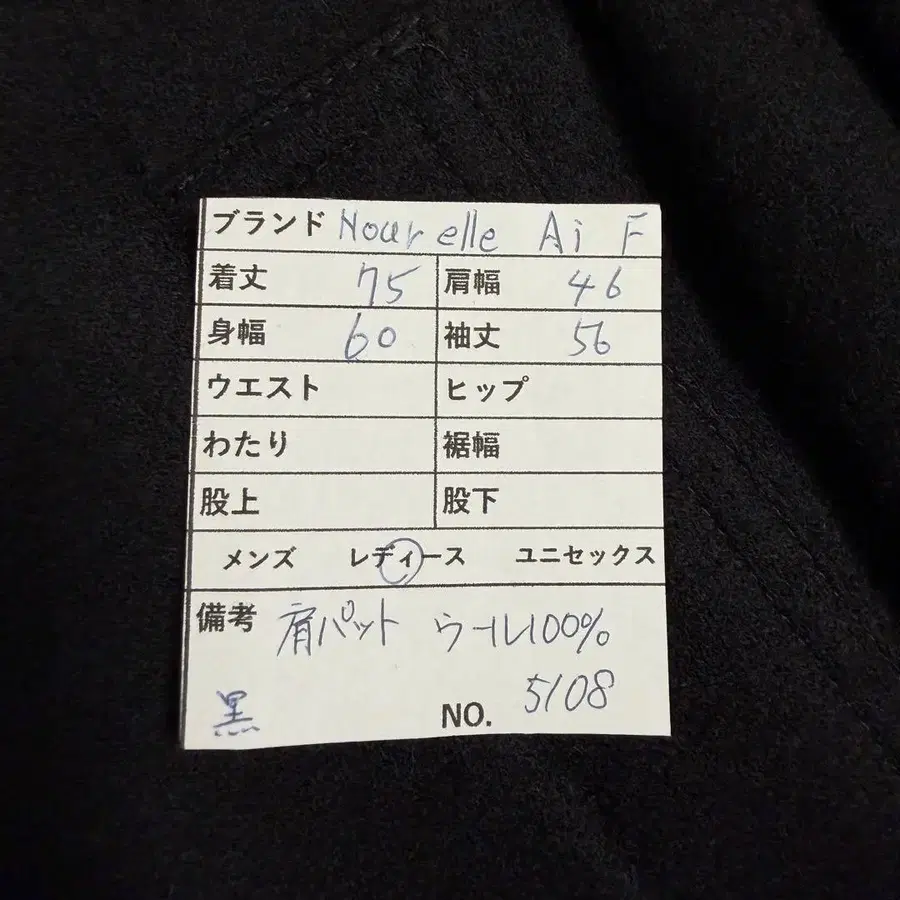 ブランド Nourelle Ai F
着丈 75 肩幅 46
身幅 60 袖丈 56
ウエスト ヒップ
わたり 裾幅
股上 股下
メンズ レディース ユニセックス
備考 肩パット ウール100%
黒 NO. 5108